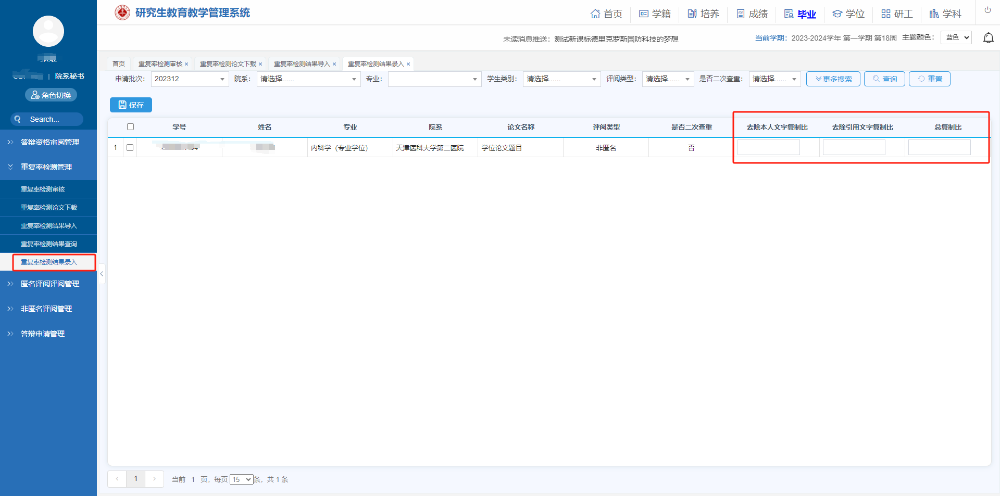 研究生教育教学管理系统
首页 学籍 培养 成绩 毕业 学位 研工 学科
未读消息推送：测试新课标德里克罗斯国防科技的梦想 当前学期：2023-2024学年 第一学期 第18周 主题颜色： 蓝色
| 院系秘书
角色切换
Search...
答辩资格审阅管理
重复率检测管理
重复率检测审核
重复率检测论文下载
重复率检测结果导入
重复率检测结果查询
重复率检测结果录入
匿名评阅评阅管理
非匿名评阅管理
答辩申请管理
首页 重复率检测审核 × 重复率检测论文下载 × 重复率检测结果导入 × 重复率检测结果录入 ×
申请批次： 202312 院系： 请选择...... 专业： 学生类别： 请选择...... 评阅类型： 请选择...... 是否二次查重： 请选择...... 更多搜索 查询 重置
保存
学号 姓名 专业 院系 论文名称 评阅类型 是否二次查重 去除本人文字复制比 去除引用文字复制比 总复制比
1 内科学（专业学位） 天津医科大学第二医院 学位论文题目 非匿名 否
< 1 > 当前 1 页，每页 15 条，共 1 条